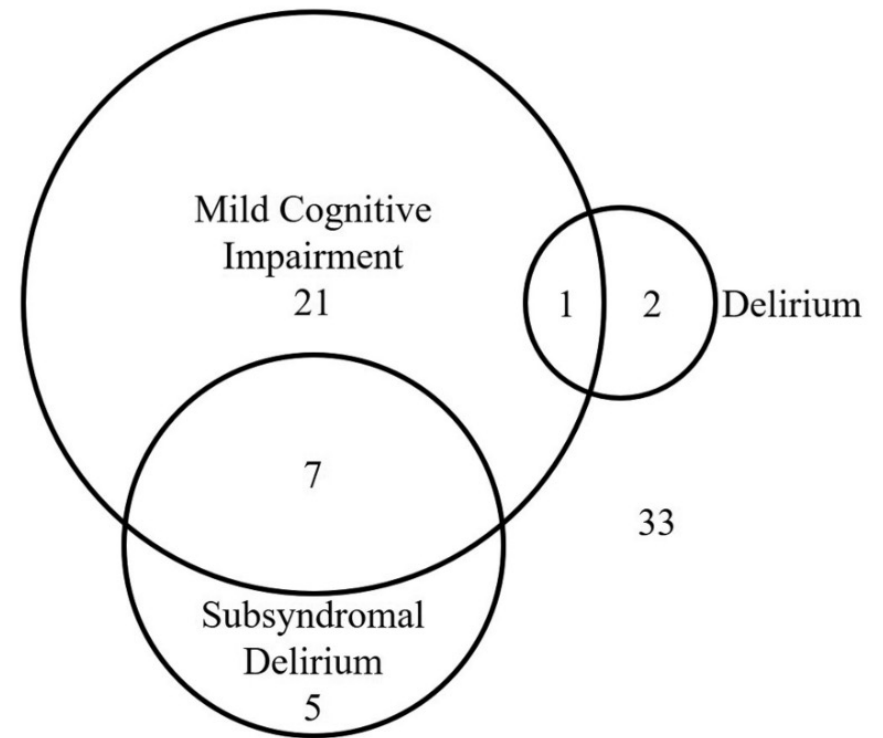 Mild Cognitive
Impairment
21
1
2
Delirium
7
33
Subsyndromal
Delirium
5